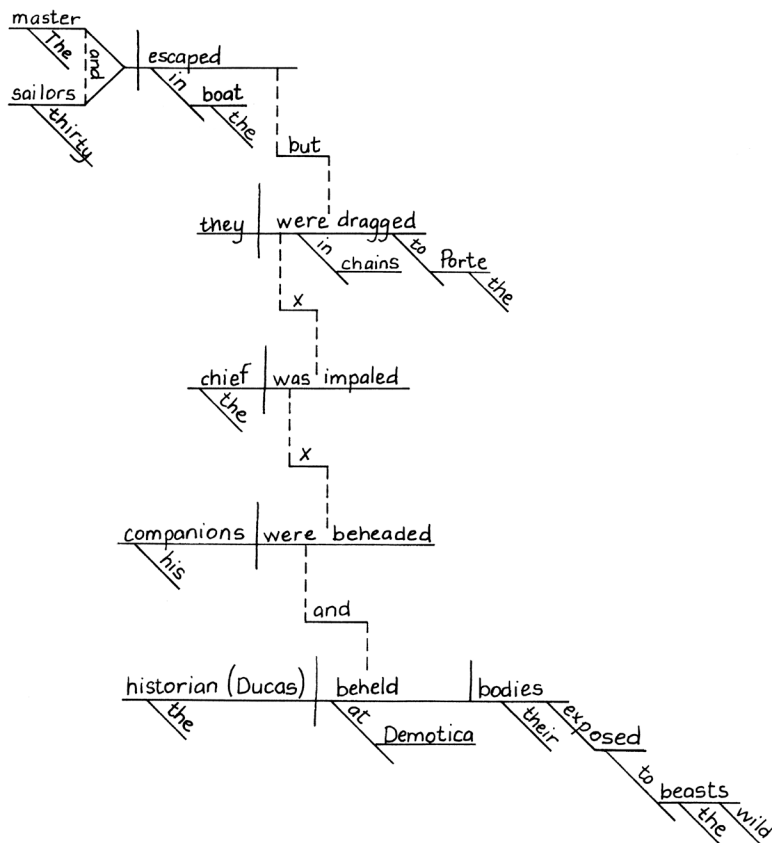 master
The
and
sailors
thirty
escaped
in
boat
the
but
they were dragged
in
chains
to
Porte
the
x
chief was impaled
the
x
companions were beheaded
his
and
historian (Ducas) beheld bodies
the
at
Demotica
their
exposed
to
beasts
the
wild